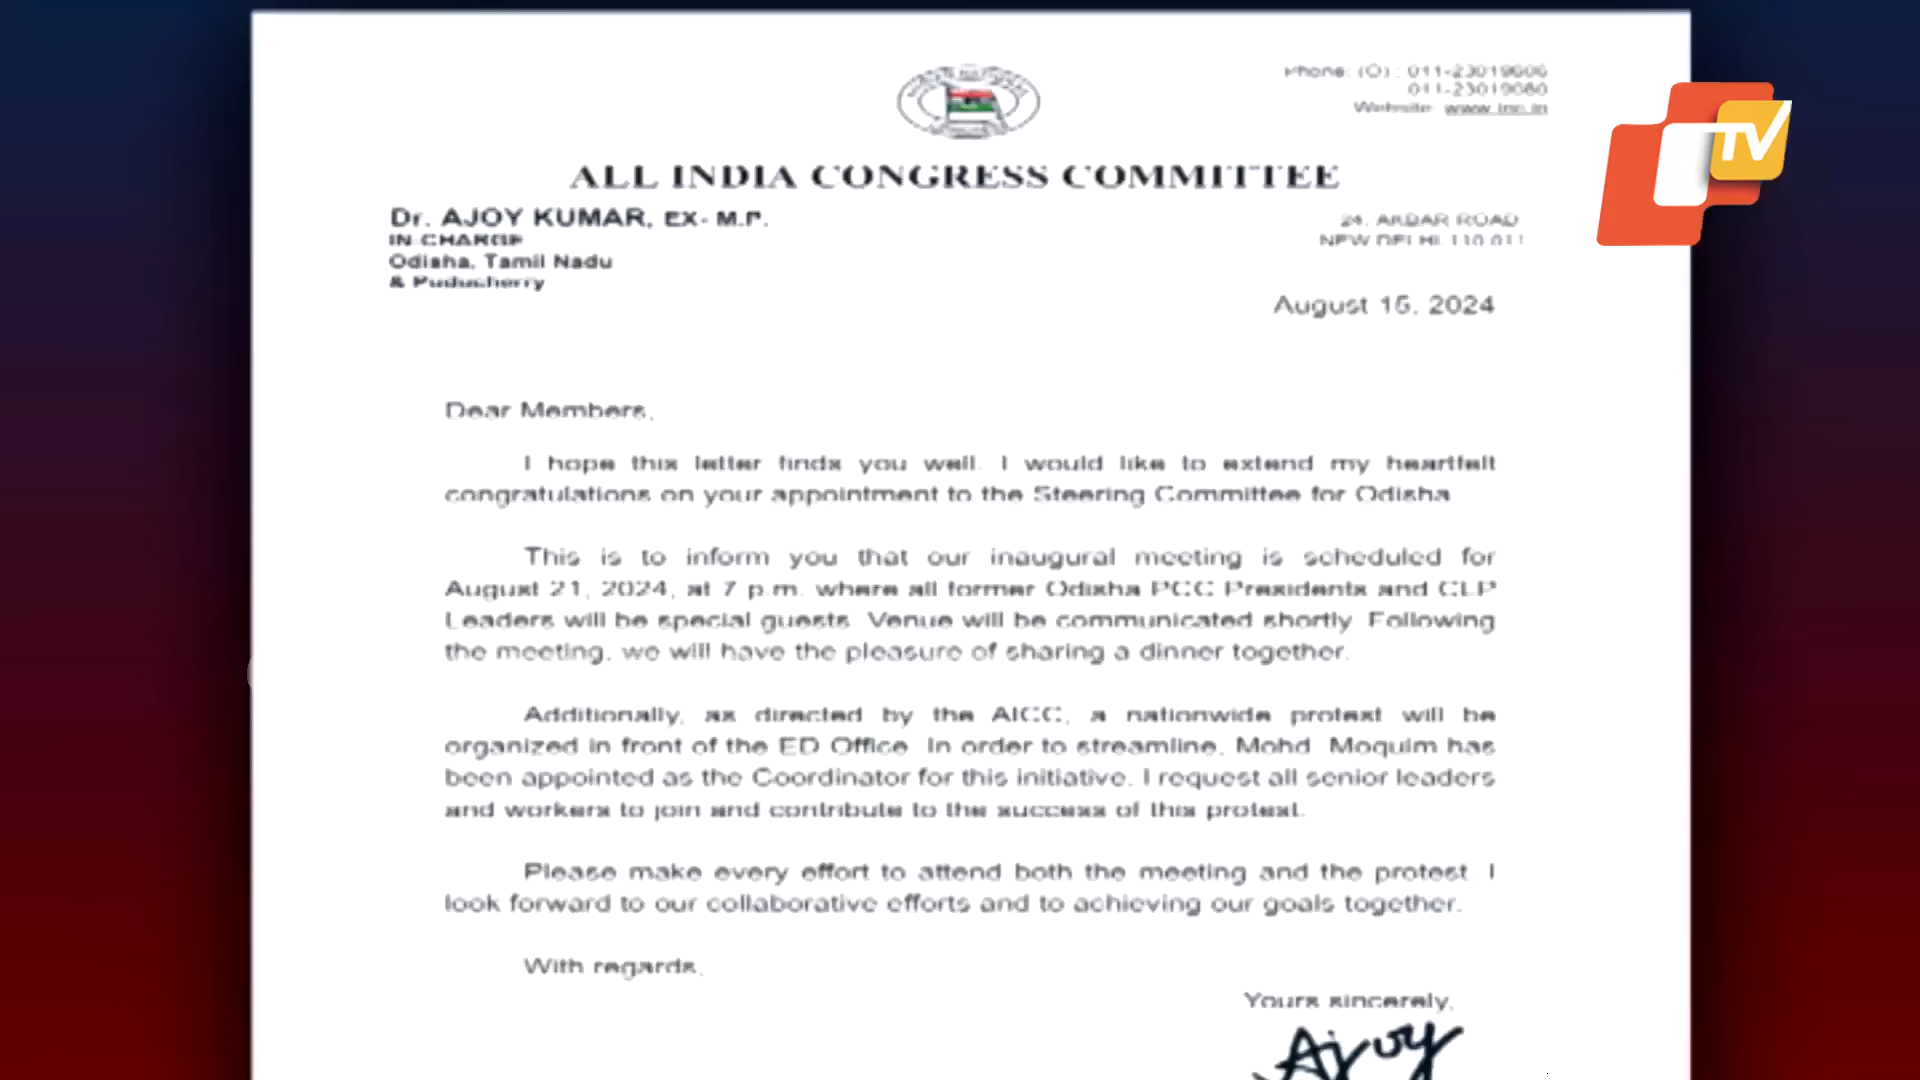 Phone: (O) : 011-23019606
011-23019080
Website: www.inc.in
TV
ALL INDIA CONGRESS COMMITTEE
Dr. AJOY KUMAR, EX- M.P.
IN CHARGE
Odisha, Tamil Nadu
& Puducherry
24, AKBAR ROAD
NEW DELHI 110 011
August 15, 2024
Dear Members,
I hope this letter finds you well. I would like to extend my heartfelt
congratulations on your appointment to the Steering Committee for Odisha
This is to inform you that our inaugural meeting is scheduled for
August 21, 2024, at 7 p.m. where all former Odisha PCC Presidents and CLP
Leaders will be special guests. Venue will be communicated shortly. Following
the meeting, we will have the pleasure of sharing a dinner together.
Additionally, as directed by the AICC, a nationwide protest will be
organized in front of the ED Office. In order to streamline, Mohd. Moquim has
been appointed as the Coordinator for this initiative. I request all senior leaders
and workers to join and contribute to the success of this protest.
Please make every effort to attend both the meeting and the protest. I
look forward to our collaborative efforts and to achieving our goals together.
With regards,
Yours sincerely,
Ajoy